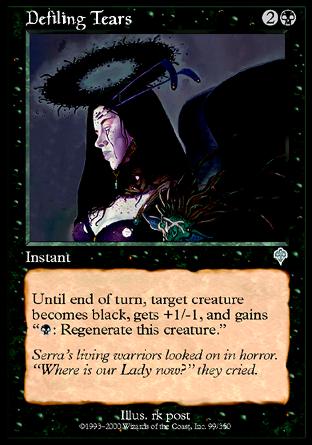 Defiling Tears 2
Instant
Until end of turn, target creature
becomes black, gets +1/-1, and gains
“: Regenerate this creature.”
Serra's living warriors looked on in horror.
“Where is our Lady now?” they cried.
Illus. rk post
©1993–2000 Wizards of the Coast, Inc. 99/350